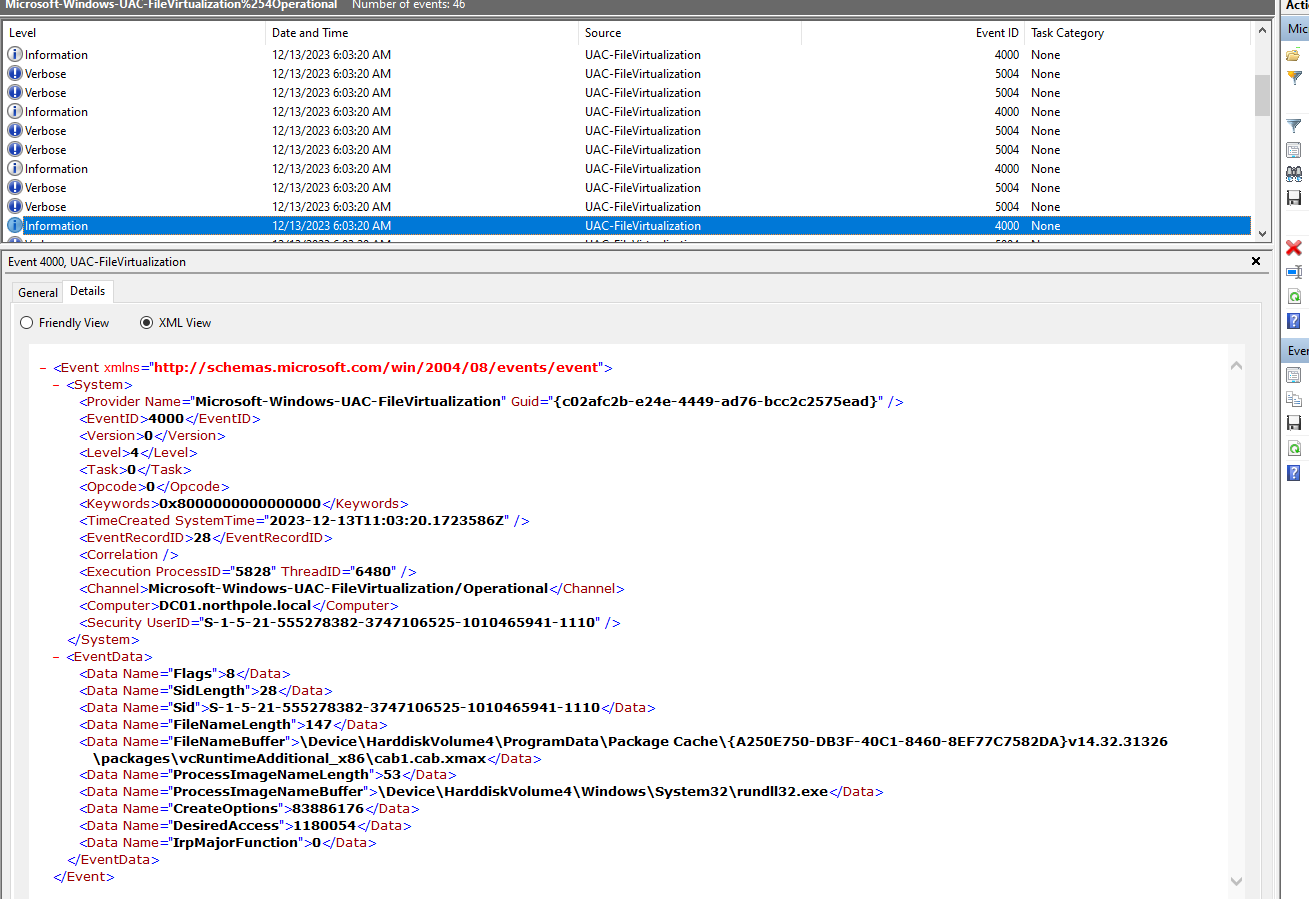 Microsoft-Windows-UAC-FileVirtualization%254Operational Number of events: 46
Level Date and Time Source Event ID Task Category
Information 12/13/2023 6:03:20 AM UAC-FileVirtualization 4000 None
Verbose 12/13/2023 6:03:20 AM UAC-FileVirtualization 5004 None
Verbose 12/13/2023 6:03:20 AM UAC-FileVirtualization 5004 None
Information 12/13/2023 6:03:20 AM UAC-FileVirtualization 4000 None
Verbose 12/13/2023 6:03:20 AM UAC-FileVirtualization 5004 None
Verbose 12/13/2023 6:03:20 AM UAC-FileVirtualization 5004 None
Information 12/13/2023 6:03:20 AM UAC-FileVirtualization 4000 None
Verbose 12/13/2023 6:03:20 AM UAC-FileVirtualization 5004 None
Verbose 12/13/2023 6:03:20 AM UAC-FileVirtualization 5004 None
Information 12/13/2023 6:03:20 AM UAC-FileVirtualization 4000 None
Event 4000, UAC-FileVirtualization
General Details
Friendly View XML View
- <Event xmlns="http://schemas.microsoft.com/win/2004/08/events/event">
- <System>
<Provider Name="Microsoft-Windows-UAC-FileVirtualization" Guid="{c02afc2b-e24e-4449-ad76-bcc2c2575ead}" />
<EventID>4000</EventID>
<Version>0</Version>
<Level>4</Level>
<Task>0</Task>
<Opcode>0</Opcode>
<Keywords>0x8000000000000000</Keywords>
<TimeCreated SystemTime="2023-12-13T11:03:20.1723586Z" />
<EventRecordID>28</EventRecordID>
<Correlation />
<Execution ProcessID="5828" ThreadID="6480" />
<Channel>Microsoft-Windows-UAC-FileVirtualization/Operational</Channel>
<Computer>DC01.northpole.local</Computer>
<Security UserID="S-1-5-21-555278382-3747106525-1010465941-1110" />
</System>
- <EventData>
<Data Name="Flags">8</Data>
<Data Name="SidLength">28</Data>
<Data Name="Sid">S-1-5-21-555278382-3747106525-1010465941-1110</Data>
<Data Name="FileNameLength">147</Data>
<Data Name="FileNameBuffer">\Device\HarddiskVolume4\ProgramData\Package Cache\{A250E750-DB3F-40C1-8460-8EF77C7582DA}v14.32.31326
\packages\vcRuntimeAdditional_x86\cab1.cab.xmax</Data>
<Data Name="ProcessImageNameLength">53</Data>
<Data Name="ProcessImageNameBuffer">\Device\HarddiskVolume4\Windows\System32\rundll32.exe</Data>
<Data Name="CreateOptions">83886176</Data>
<Data Name="DesiredAccess">1180054</Data>
<Data Name="IrpMajorFunction">0</Data>
</EventData>
</Event>
Acti
Mic
Ever